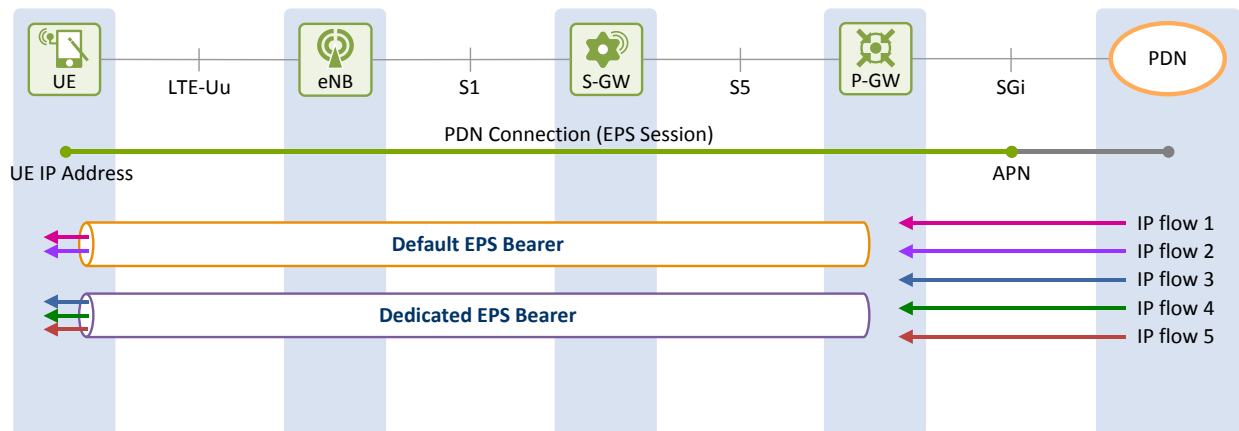 UE
LTE-Uu
eNB
S1
S-GW
S5
P-GW
SGi
PDN
PDN Connection (EPS Session)
UE IP Address
APN
Default EPS Bearer
IP flow 1
IP flow 2
IP flow 3
Dedicated EPS Bearer
IP flow 4
IP flow 5